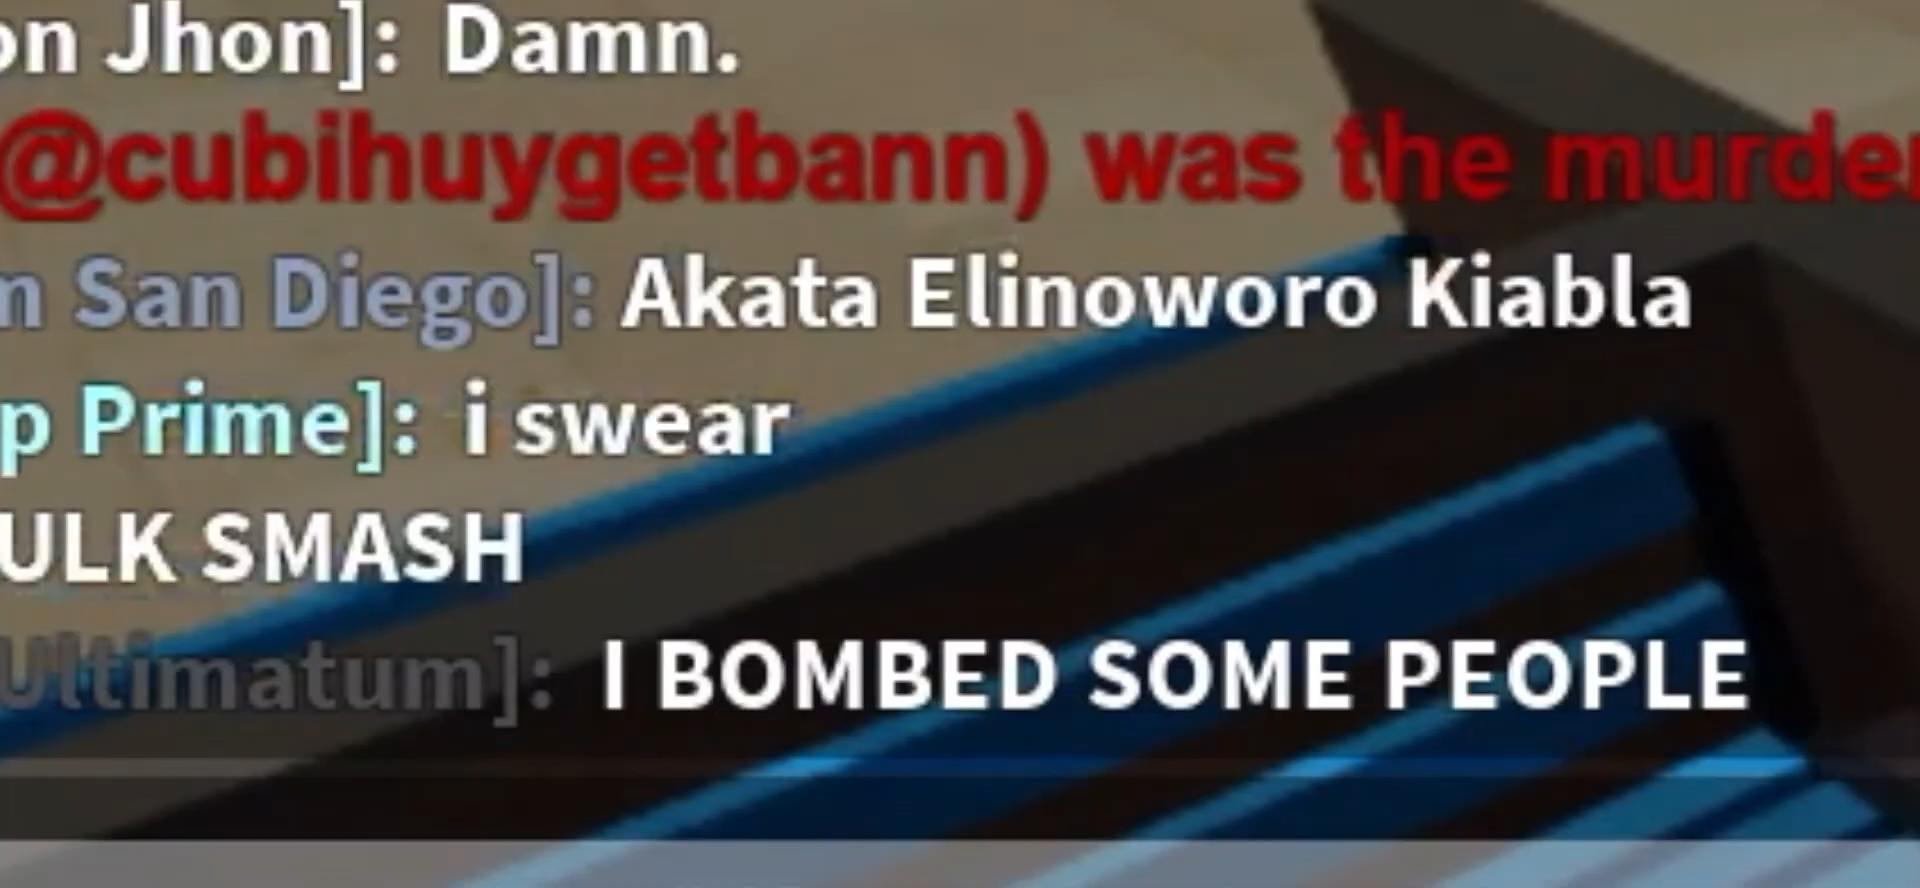 on Jhon]: Damn.
@cubihuygetbann) was the murder
m San Diego]: Akata Elinoworo Kiabla
p Prime]: i swear
ULK SMASH
Ultimatum]: I BOMBED SOME PEOPLE